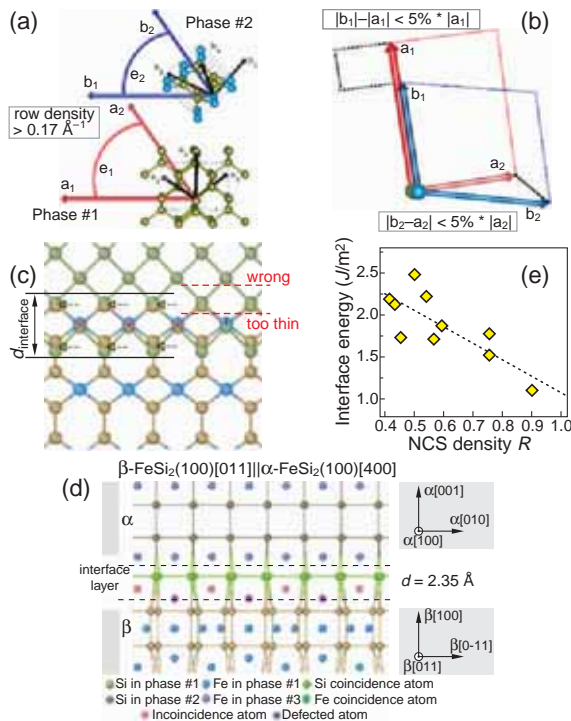 (a)
Phase #2
b₂
e₂
b₁
a₂
row density
> 0.17 Å⁻¹
e₁
a₁
Phase #1
|b₁|–|a₁| < 5% * |a₁|
(b)
a₁
b₁
a₂
b₂
|b₂–a₂| < 5% * |a₂|
(c)
wrong
too thin
dinterface
(e)
Interface energy (J/m²)
2.5
2.0
1.5
1.0
0.4 0.5 0.6 0.7 0.8 0.9 1.0
NCS density R
β-FeSi₂(100)[011]||α-FeSi₂(100)[400]
(d)
α
interface
layer
β
α[001]
α[010]
α[100]
d = 2.35 Å
β[100]
β[0-11]
β[011]
Si in phase #1 Fe in phase #1 Si coincidence atom
Si in phase #2 Fe in phase #3 Fe coincidence atom
Incoincidence atom Defected atom